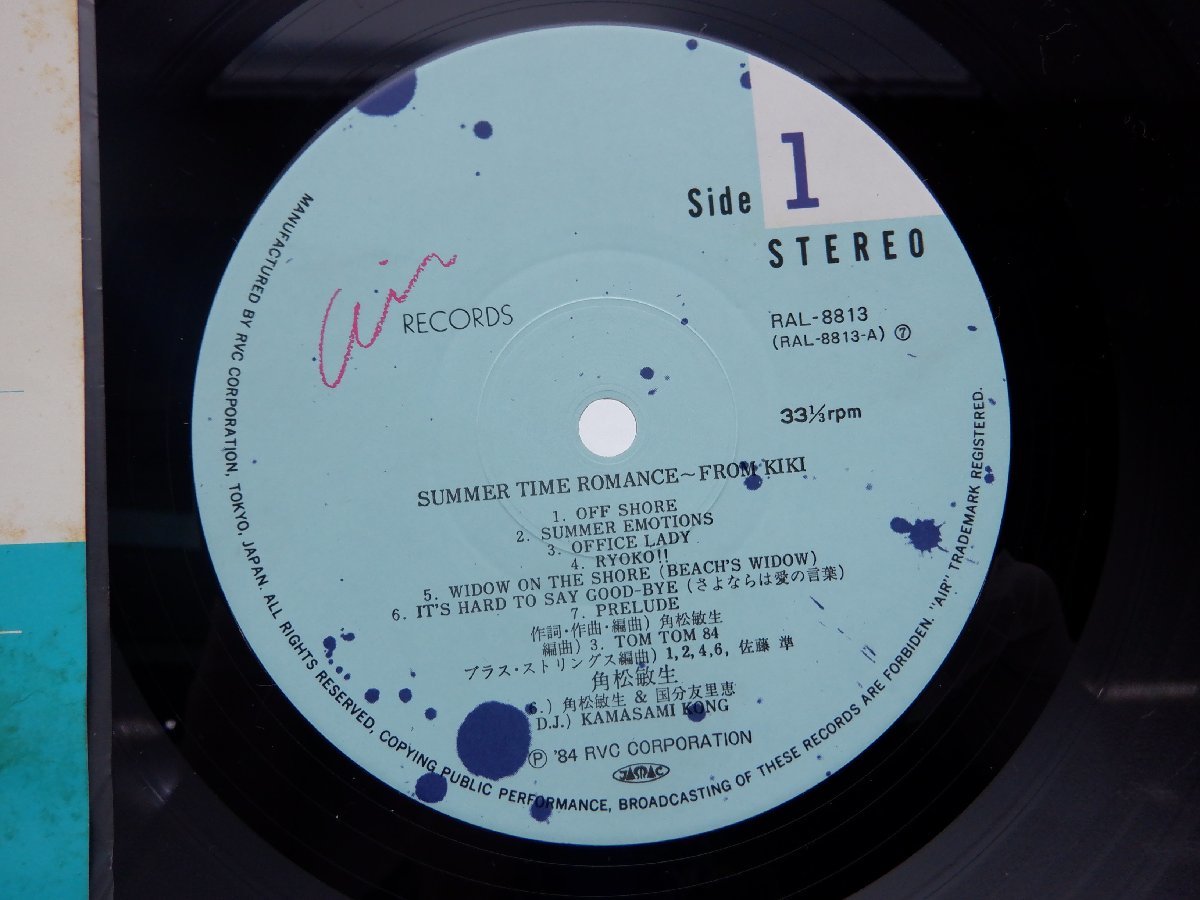 Side 1
STEREO
Air RECORDS
RAL-8813
(RAL-8813-A) ⑦
33⅓rpm
SUMMER TIME ROMANCE~FROM KIKI
1. OFF SHORE
2. SUMMER EMOTIONS
3. OFFICE LADY
4. RYOKO!!
5. WIDOW ON THE SHORE (BEACH'S WIDOW)
6. IT'S HARD TO SAY GOOD-BYE (さよならは愛の言葉)
7. PRELUDE
作詞・作曲・編曲) 角松敏生
編曲) 3. TOM TOM 84
ブラス・ストリングス編曲) 1,2,4,6, 佐藤 準
角松敏生
6.) 角松敏生 & 国分友里恵
D.J.) KAMASAMI KONG
Ⓟ '84 RVC CORPORATION
JASRAC
MANUFACTURED BY RVC CORPORATION, TOKYO, JAPAN. ALL RIGHTS RESERVED, COPYING PUBLIC PERFORMANCE, BROADCASTING OF THESE RECORDS ARE FORBIDEN. "AIR" TRADEMARK REGISTERED.